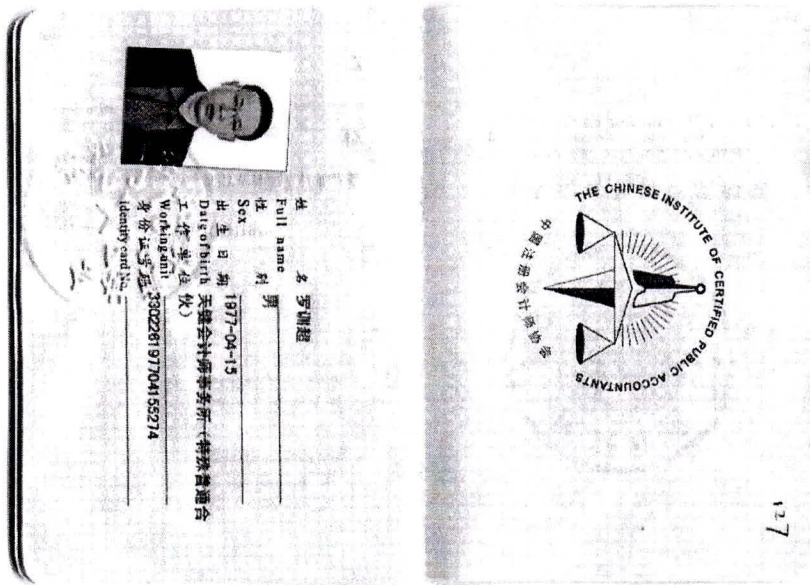 姓 名 罗训超
Full name
性 别 男
Sex
出 生 日 期 1977-04-15
Date of birth
工 作 单 位 天健会计师事务所（特殊普通合
伙）
Working unit
身份证号码 330226197704155274
Identity card No.
THE CHINESE INSTITUTE OF CERTIFIED PUBLIC ACCOUNTANTS
中国注册会计师协会
127